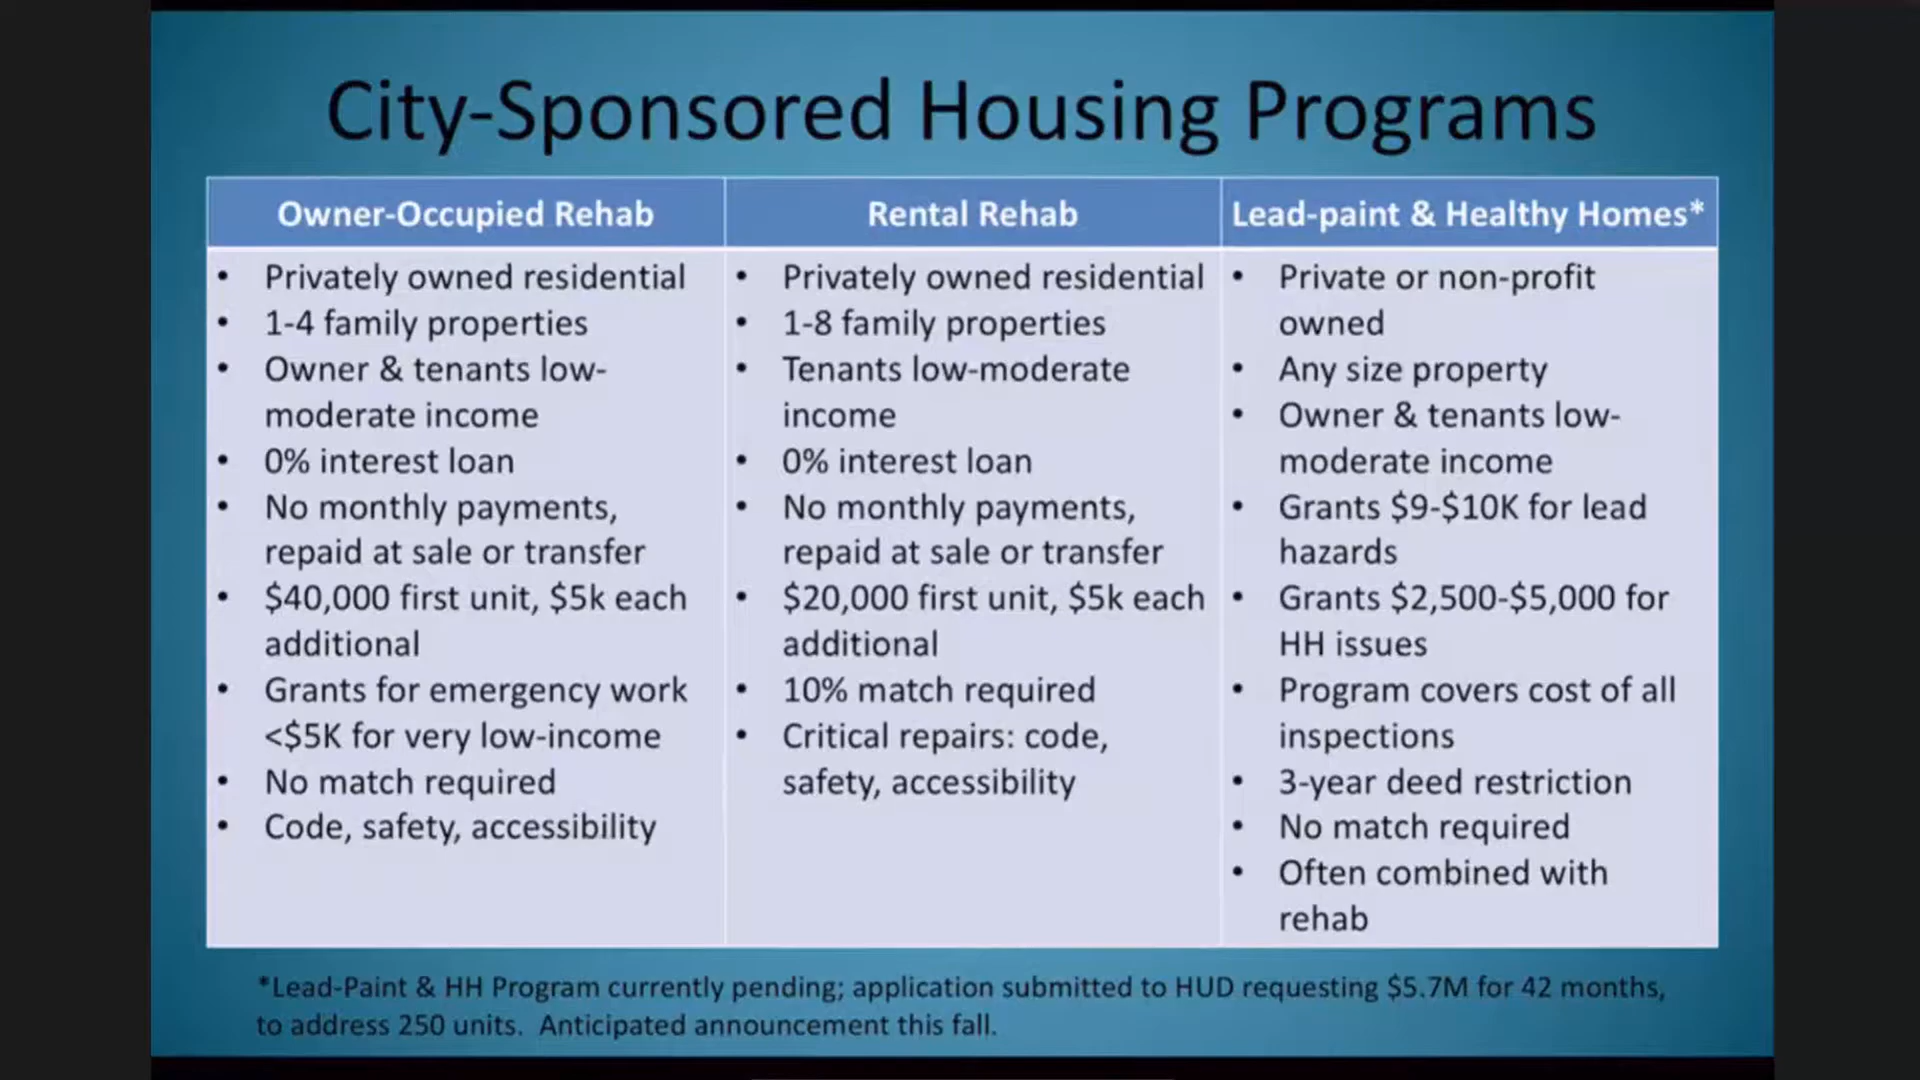 City-Sponsored Housing Programs
Owner-Occupied Rehab
• Privately owned residential
• 1-4 family properties
• Owner & tenants low-
moderate income
• 0% interest loan
• No monthly payments,
repaid at sale or transfer
• $40,000 first unit, $5k each
additional
• Grants for emergency work
<$5K for very low-income
• No match required
• Code, safety, accessibility
Rental Rehab
• Privately owned residential
• 1-8 family properties
• Tenants low-moderate
income
• 0% interest loan
• No monthly payments,
repaid at sale or transfer
• $20,000 first unit, $5k each
additional
• 10% match required
• Critical repairs: code,
safety, accessibility
Lead-paint & Healthy Homes*
• Private or non-profit
owned
• Any size property
• Owner & tenants low-
moderate income
• Grants $9-$10K for lead
hazards
• Grants $2,500-$5,000 for
HH issues
• Program covers cost of all
inspections
• 3-year deed restriction
• No match required
• Often combined with
rehab
*Lead-Paint & HH Program currently pending; application submitted to HUD requesting $5.7M for 42 months,
to address 250 units.  Anticipated announcement this fall.